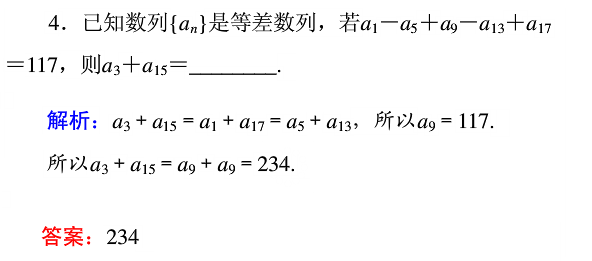 4．已知数列{aₙ}是等差数列，若a₁－a₅＋a₉－a₁₃＋a₁₇
＝117，则a₃＋a₁₅＝________.
解析：a₃＋a₁₅＝a₁＋a₁₇＝a₅＋a₁₃，所以a₉＝117.
所以a₃＋a₁₅＝a₉＋a₉＝234.
答案：234